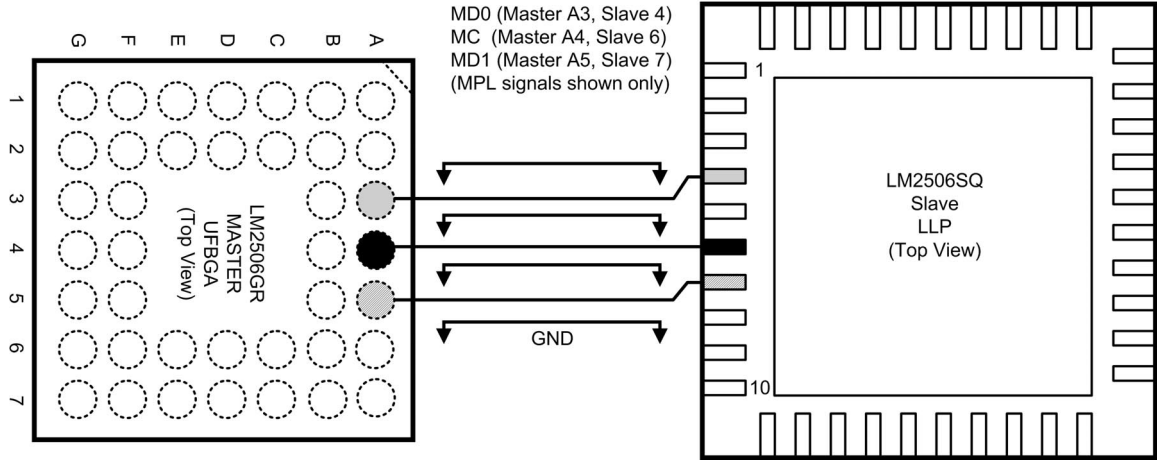 MD0 (Master A3, Slave 4)
MC (Master A4, Slave 6)
MD1 (Master A5, Slave 7)
(MPL signals shown only)
G F E D C B A
1
2
3
4
5
6
7
LM2506GR
MASTER
UFBGA
(Top View)
GND
1
10
LM2506SQ
Slave
LLP
(Top View)